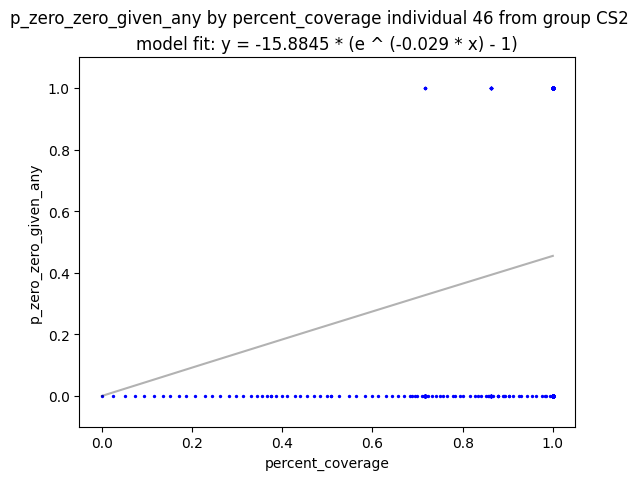 p_zero_zero_given_any by percent_coverage individual 46 from group CS2
model fit: y = -15.8845 * (e ^ (-0.029 * x) - 1)
1.0
0.8
0.6
0.4
0.2
0.0
p_zero_zero_given_any
0.0 0.2 0.4 0.6 0.8 1.0
percent_coverage